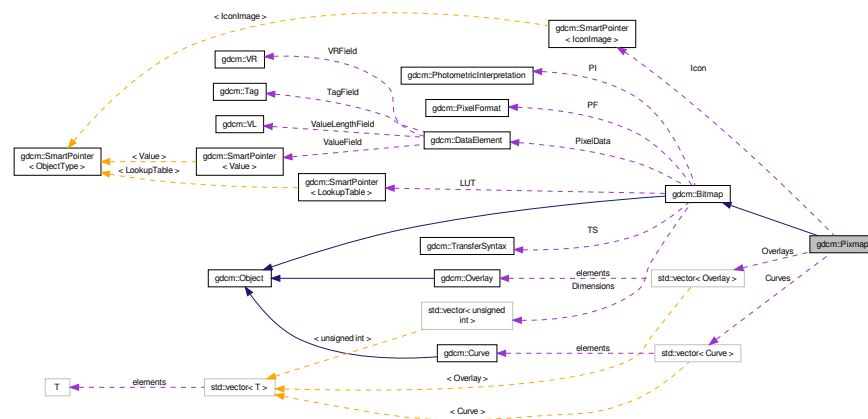 < IconImage >
gdcm::SmartPointer
< IconImage >
VRField
gdcm::VR
Icon
PI
gdcm::PhotometricInterpretation
TagField
gdcm::Tag
PF
gdcm::PixelFormat
ValueLengthField
gdcm::VL
gdcm::DataElement
PixelData
ValueField
gdcm::SmartPointer
< ObjectType >
< Value >
gdcm::SmartPointer
< Value >
< LookupTable >
gdcm::SmartPointer
< LookupTable >
LUT
gdcm::Bitmap
TS
gdcm::TransferSyntax
gdcm::Pixmap
Overlays
gdcm::Object
gdcm::Overlay
elements
std::vector< Overlay >
Curves
Dimensions
std::vector< unsigned
int >
< unsigned int >
gdcm::Curve
elements
std::vector< Curve >
< Overlay >
T
elements
std::vector< T >
< Curve >